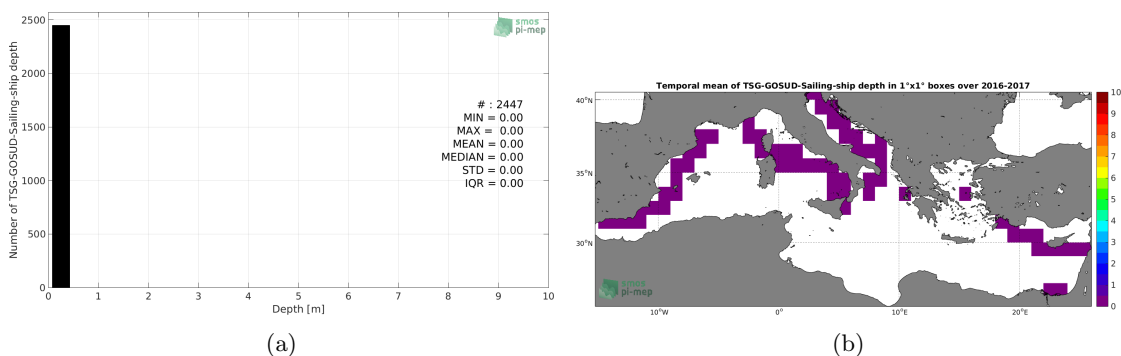 2500
2000
1500
1000
500
0
Number of TSG-GOSUD-Sailing-ship depth
0 1 2 3 4 5 6 7 8 9 10
Depth [m]
smos
pi-mep
# : 2447
MIN = 0.00
MAX = 0.00
MEAN = 0.00
MEDIAN = 0.00
STD = 0.00
IQR = 0.00
(a)
Temporal mean of TSG-GOSUD-Sailing-ship depth in 1°x1° boxes over 2016-2017
40°N
35°N
30°N
10°W 0° 10°E 20°E
smos
pi-mep
10
9
8
7
6
5
4
3
2
1
0
(b)